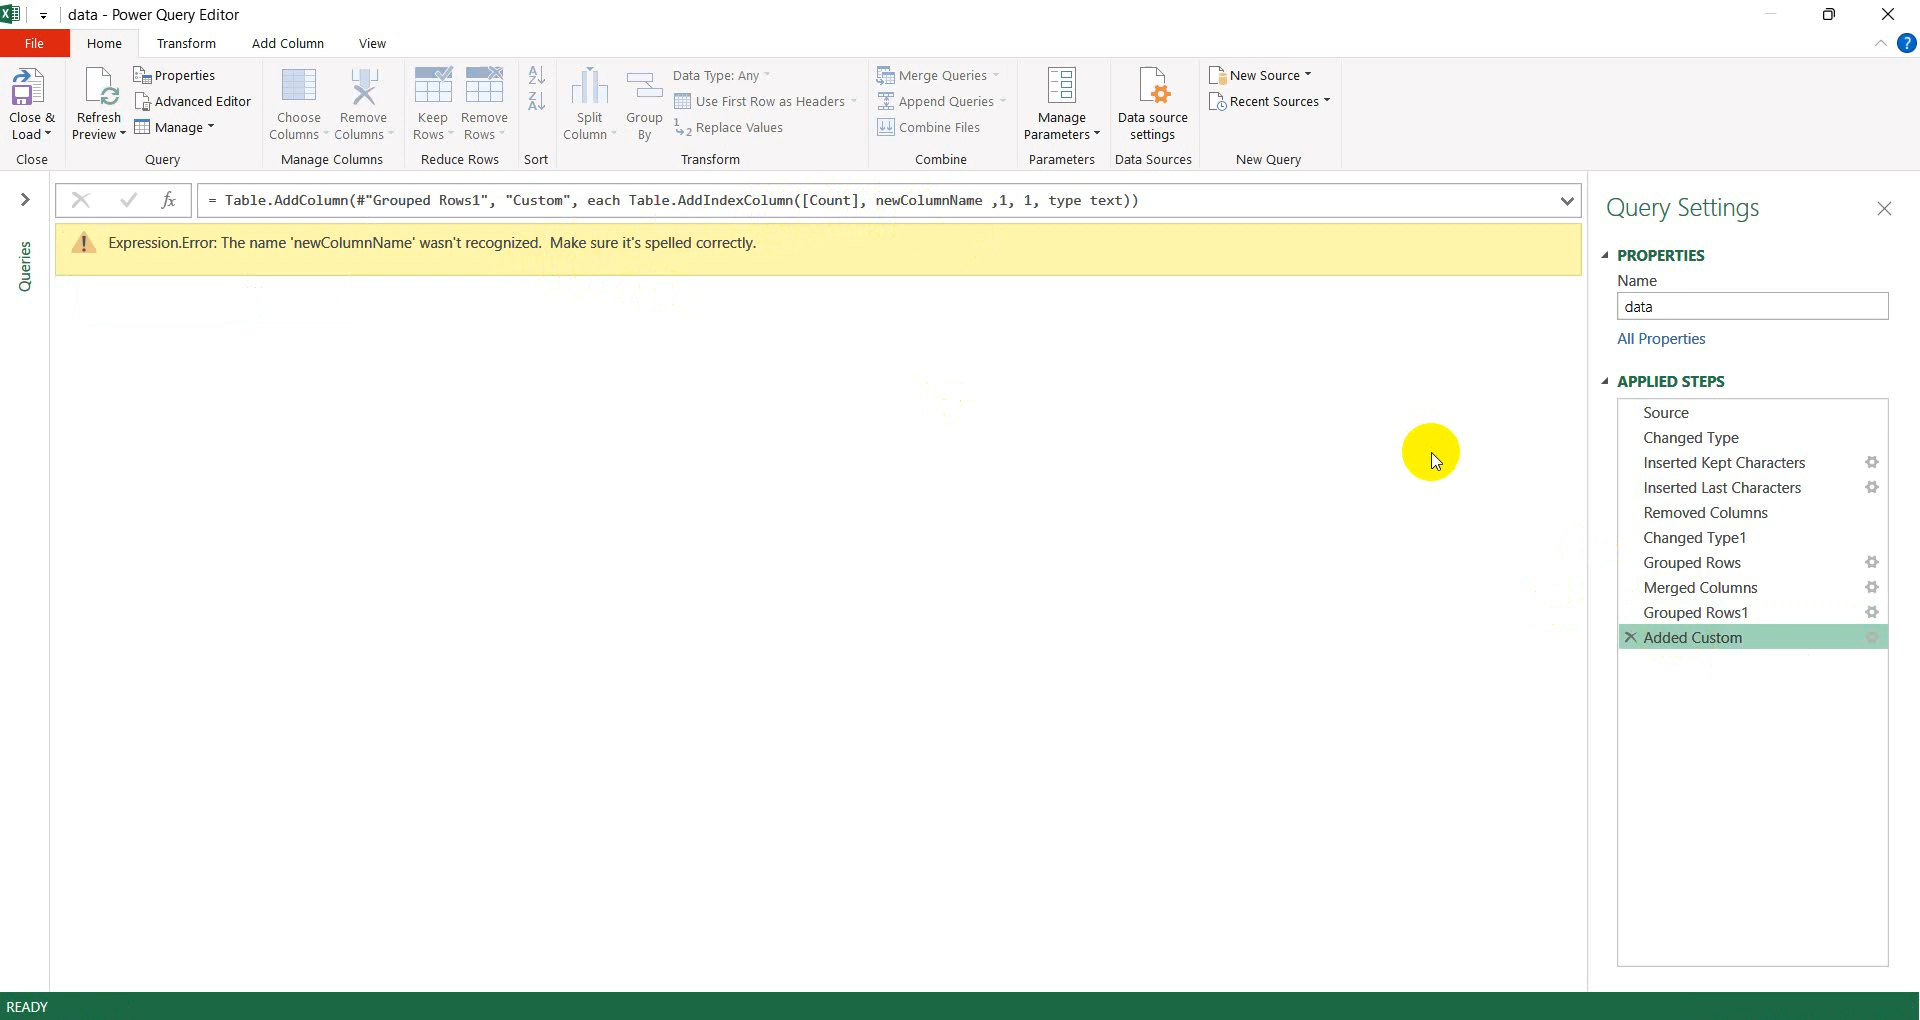 data - Power Query Editor
File
Home
Transform
Add Column
View
Close & Load
Close
Refresh Preview
Properties
Advanced Editor
Manage
Query
Choose Columns
Remove Columns
Manage Columns
Keep Rows
Remove Rows
Reduce Rows
Sort
Split Column
Group By
Data Type: Any
Use First Row as Headers
Replace Values
Transform
Merge Queries
Append Queries
Combine Files
Combine
Manage Parameters
Parameters
Data source settings
Data Sources
New Source
Recent Sources
New Query
fx
= Table.AddColumn(#"Grouped Rows1", "Custom", each Table.AddIndexColumn([Count], newColumnName ,1, 1, type text))
Expression.Error: The name 'newColumnName' wasn't recognized.  Make sure it's spelled correctly.
Queries
Query Settings
PROPERTIES
Name
data
All Properties
APPLIED STEPS
Source
Changed Type
Inserted Kept Characters
Inserted Last Characters
Removed Columns
Changed Type1
Grouped Rows
Merged Columns
Grouped Rows1
Added Custom
READY